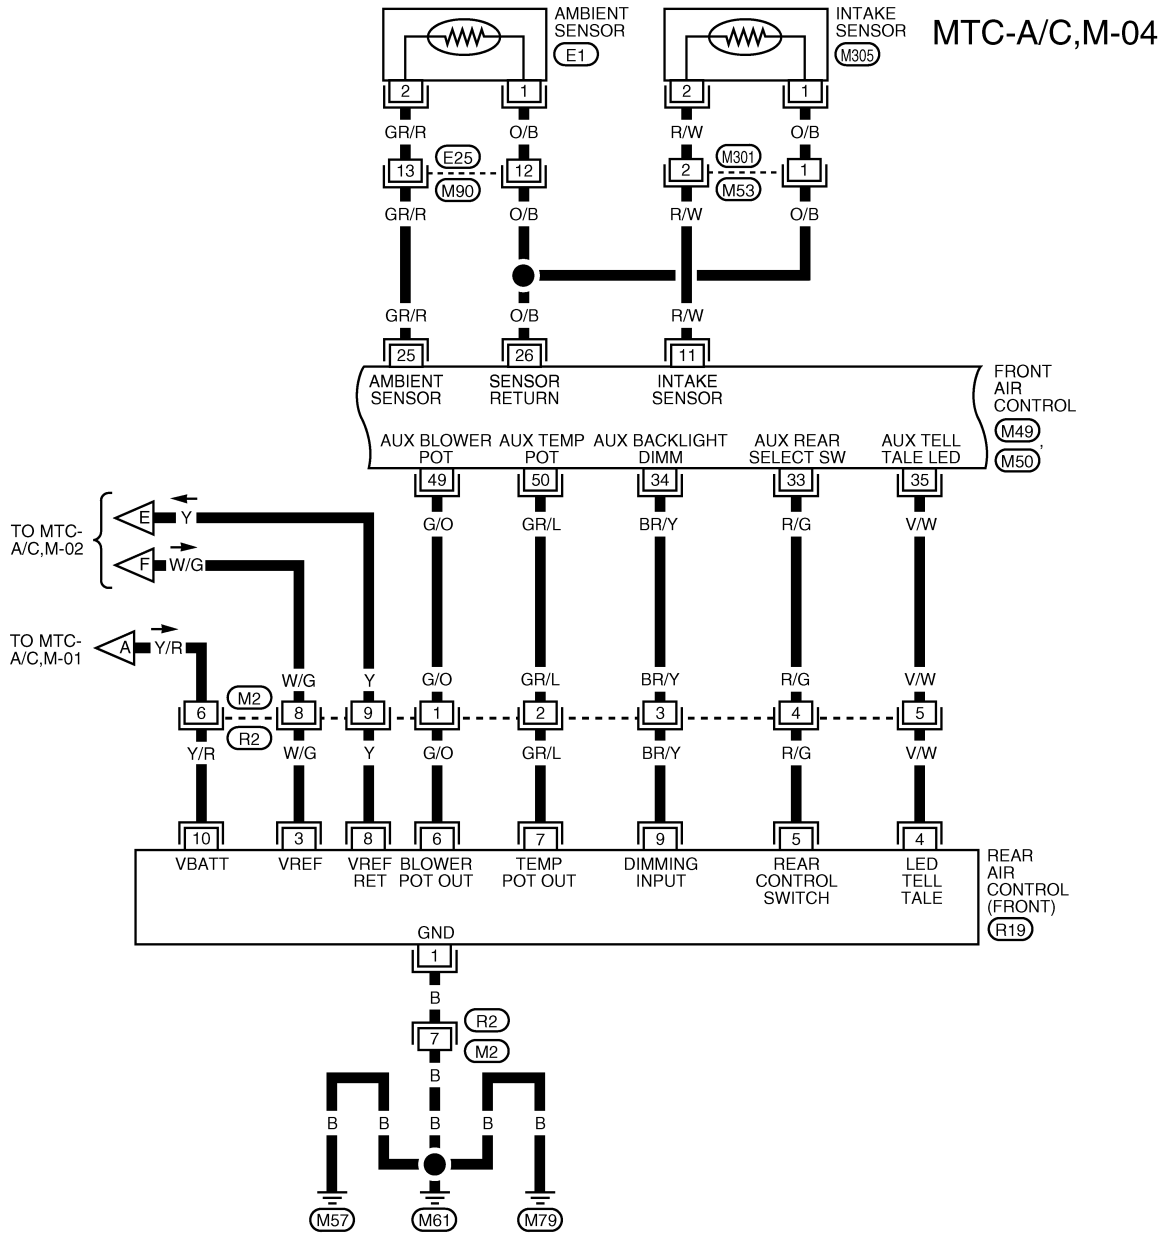 AMBIENT
SENSOR
E1
INTAKE
SENSOR
M305
MTC-A/C,M-04
2 1 2 1
GR/R O/B R/W O/B
13 E25 12 2 M301 1
M90 M53
GR/R O/B R/W O/B
GR/R O/B R/W
25 26 11
AMBIENT
SENSOR
SENSOR
RETURN
INTAKE
SENSOR
FRONT
AIR
CONTROL
M49 ,
M50
AUX BLOWER
POT
AUX TEMP
POT
AUX BACKLIGHT
DIMM
AUX REAR
SELECT SW
AUX TELL
TALE LED
49 50 34 33 35
TO MTC-
A/C,M-02
E Y
F W/G
G/O GR/L BR/Y R/G V/W
TO MTC-
A/C,M-01
A Y/R
W/G Y G/O GR/L BR/Y R/G V/W
6 M2 8 9 1 2 3 4 5
R2
Y/R W/G Y G/O GR/L BR/Y R/G V/W
10 3 8 6 7 9 5 4
VBATT
VREF
VREF
RET
BLOWER
POT OUT
TEMP
POT OUT
DIMMING
INPUT
REAR
CONTROL
SWITCH
LED
TELL
TALE
REAR
AIR
CONTROL
(FRONT)
R19
GND
1
B
7 R2
M2
B
B B B B B
M57 M61 M79